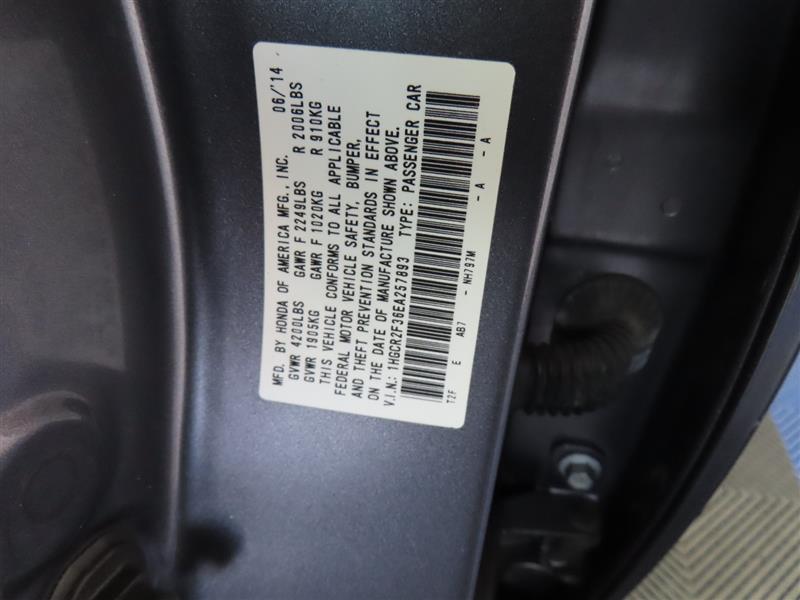 MFD. BY HONDA OF AMERICA MFG., INC. 06/'14
GVWR 4200LBS GAWR F 2249LBS R 2006LBS
GVWR 1905KG GAWR F 1020KG R 910KG
THIS VEHICLE CONFORMS TO ALL APPLICABLE
FEDERAL MOTOR VEHICLE SAFETY, BUMPER,
AND THEFT PREVENTION STANDARDS IN EFFECT
ON THE DATE OF MANUFACTURE SHOWN ABOVE.
V.I.N.: 1HGCR2F36EA257893 TYPE: PASSENGER CAR
T2F E AB7 - NH797M - A - A